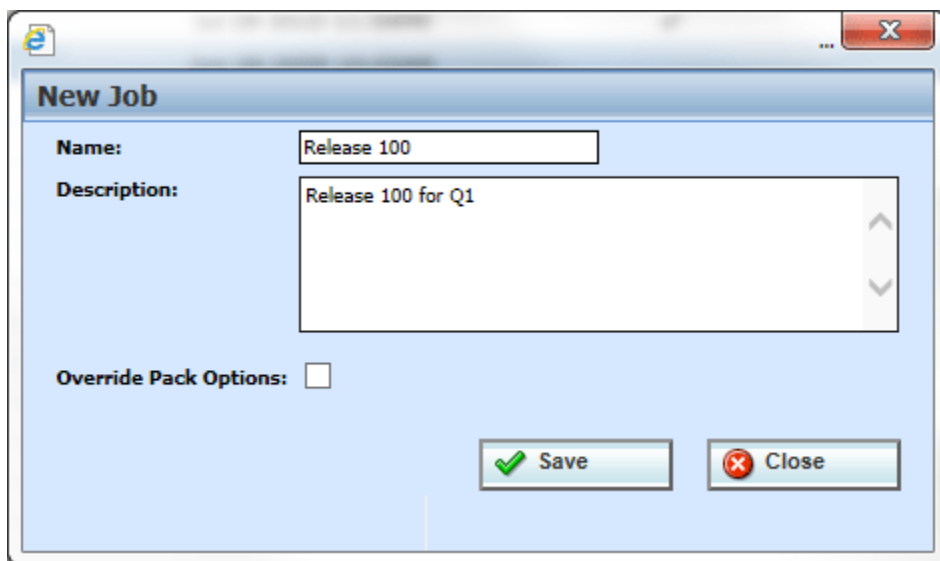 ...
New Job
Name:
Release 100
Description:
Release 100 for Q1
Override Pack Options:
Save
Close